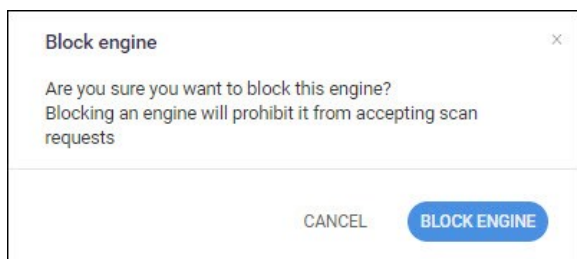 Block engine
Are you sure you want to block this engine?
Blocking an engine will prohibit it from accepting scan
requests
CANCEL
BLOCK ENGINE